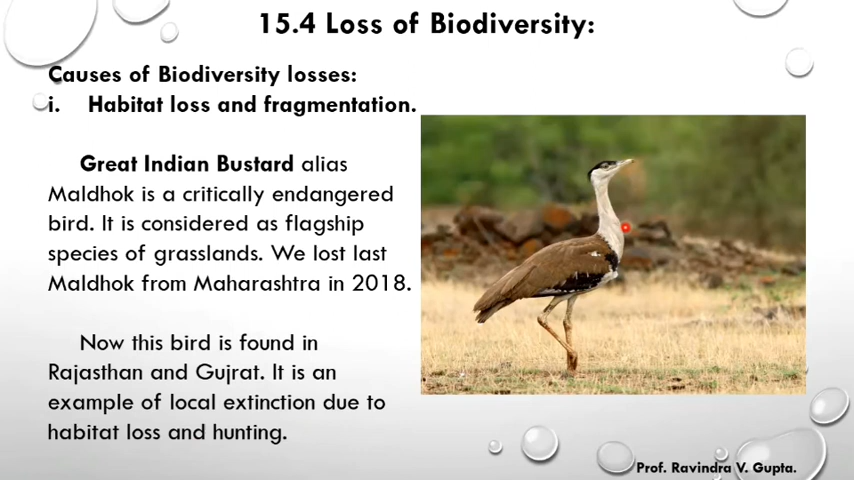 15.4 Loss of Biodiversity:
Causes of Biodiversity losses:
i. Habitat loss and fragmentation.
Great Indian Bustard alias
Maldhok is a critically endangered
bird. It is considered as flagship
species of grasslands. We lost last
Maldhok from Maharashtra in 2018.
Now this bird is found in
Rajasthan and Gujrat. It is an
example of local extinction due to
habitat loss and hunting.
Prof. Ravindra V. Gupta.